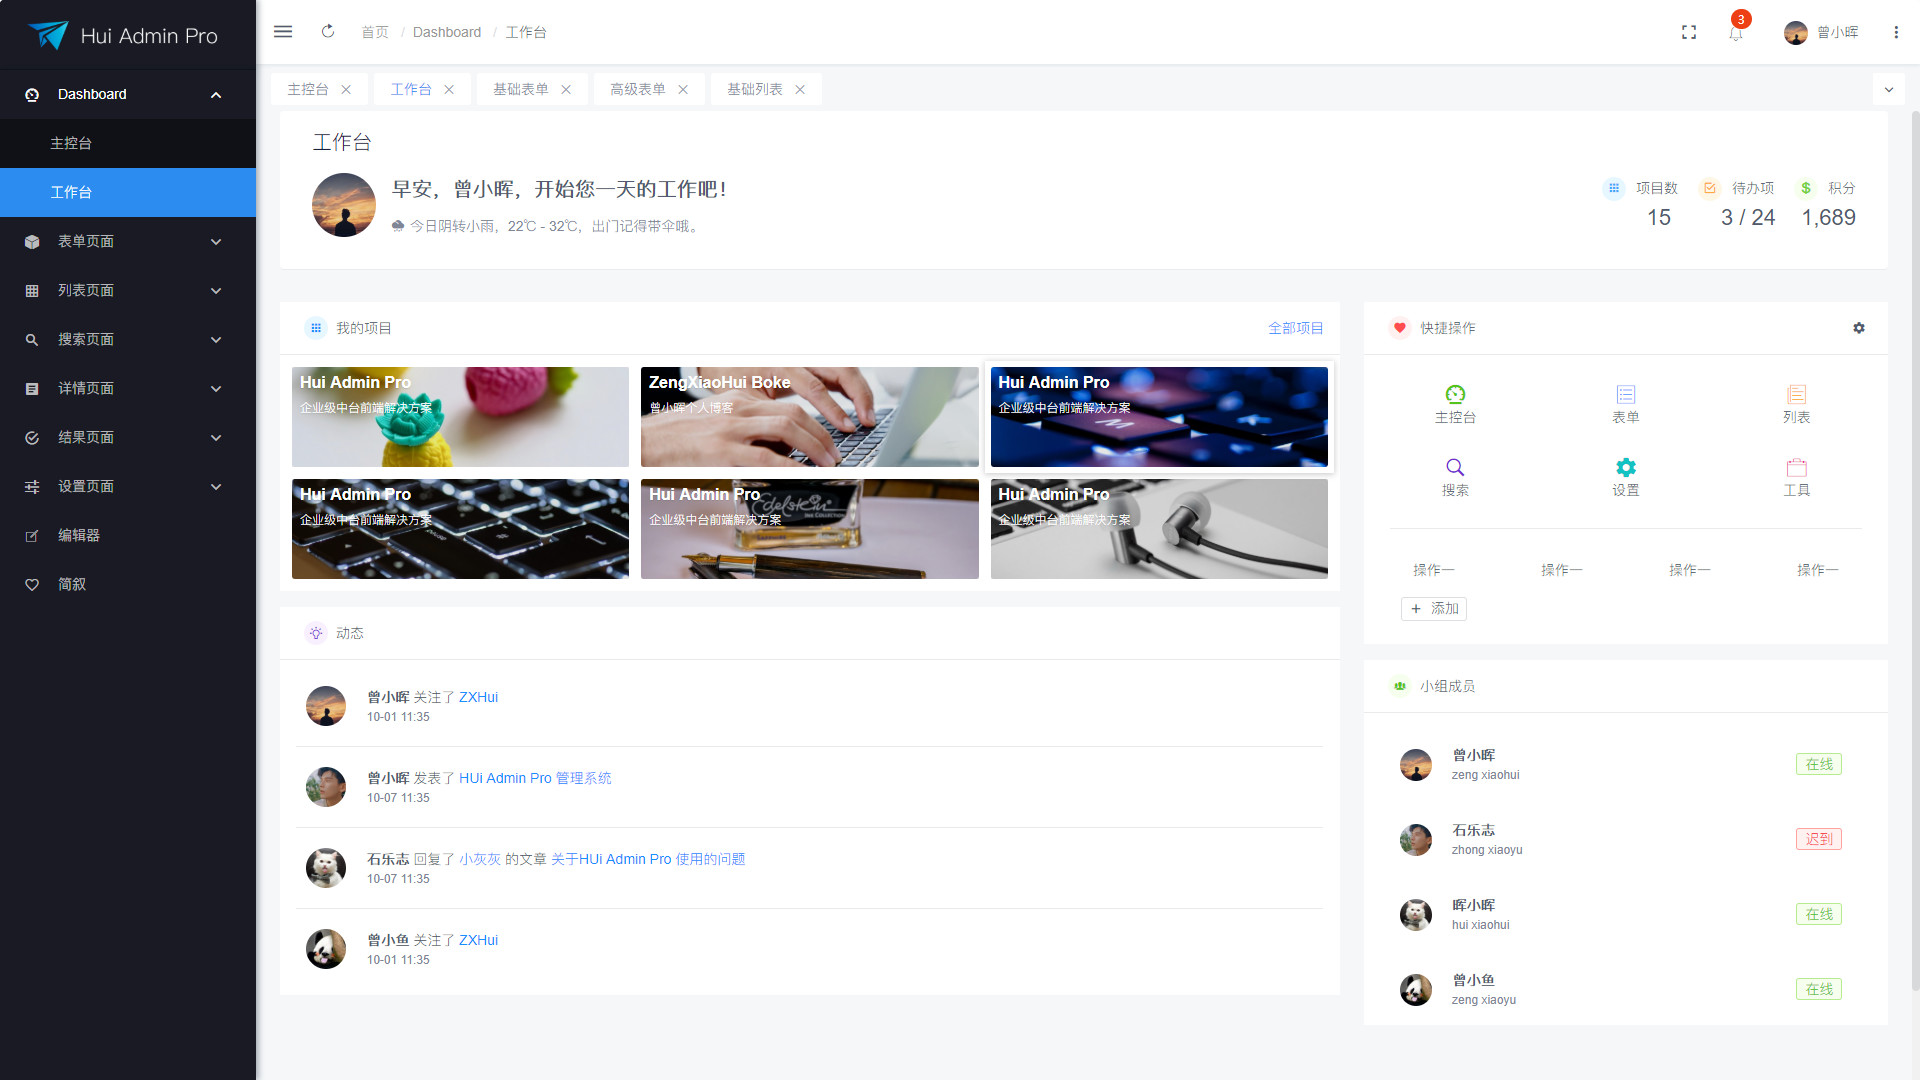 Hui Admin Pro
首页 / Dashboard / 工作台
3
曾小晖
Dashboard
主控台
工作台
表单页面
列表页面
搜索页面
详情页面
结果页面
设置页面
编辑器
简叙
主控台
工作台
基础表单
高级表单
基础列表
工作台
早安，曾小晖，开始您一天的工作吧！
今日阴转小雨，22℃ - 32℃，出门记得带伞哦。
项目数
15
待办项
3 / 24
积分
1,689
我的项目
全部项目
Hui Admin Pro
企业级中台前端解决方案
ZengXiaoHui Boke
曾小晖个人博客
Hui Admin Pro
企业级中台前端解决方案
Hui Admin Pro
企业级中台前端解决方案
Hui Admin Pro
企业级中台前端解决方案
Edelstein
INK COLLECTION
Hui Admin Pro
企业级中台前端解决方案
动态
曾小晖 关注了 ZXHui
10-01 11:35
曾小晖 发表了 HUi Admin Pro 管理系统
10-07 11:35
石乐志 回复了 小灰灰 的文章 关于HUi Admin Pro 使用的问题
10-07 11:35
曾小鱼 关注了 ZXHui
10-01 11:35
快捷操作
主控台
表单
列表
搜索
设置
工具
操作一
操作一
操作一
操作一
+ 添加
小组成员
曾小晖
zeng xiaohui
在线
石乐志
zhong xiaoyu
迟到
晖小晖
hui xiaohui
在线
曾小鱼
zeng xiaoyu
在线